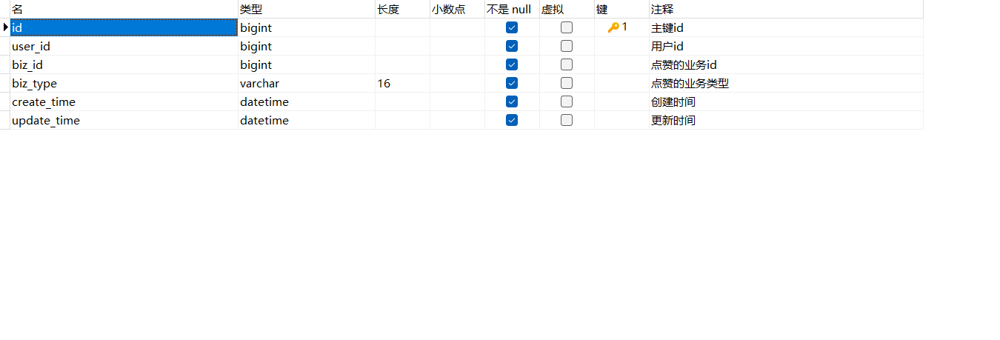 名 类型 长度 小数点 不是 null 虚拟 键 注释
id bigint 1 主键id
user_id bigint 用户id
biz_id bigint 点赞的业务id
biz_type varchar 16 点赞的业务类型
create_time datetime 创建时间
update_time datetime 更新时间